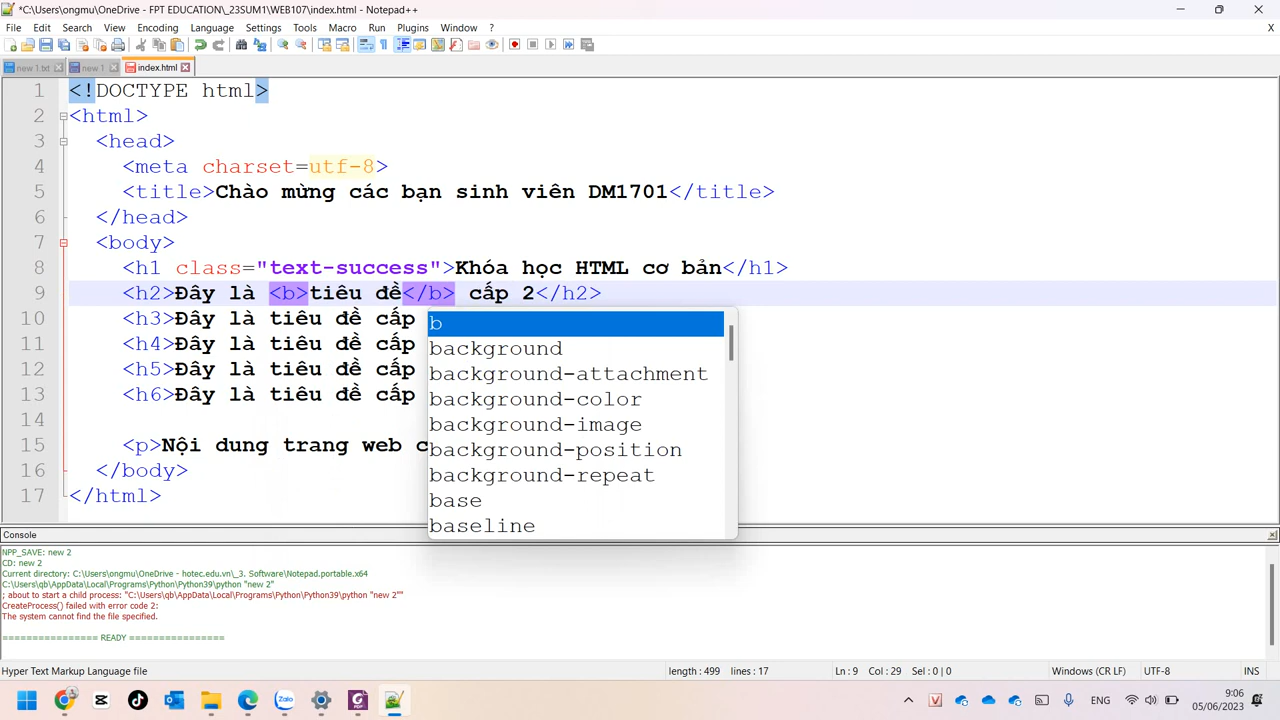 *C:\Users\ongmu\OneDrive - FPT EDUCATION\_23SUM1\WEB107\index.html - Notepad++
File Edit Search View Encoding Language Settings Tools Macro Run Plugins Window ? X
new 1.txt new 1 index.html
1 <!DOCTYPE html>
2 <html>
3 <head>
4 <meta charset=utf-8>
5 <title>Chào mừng các bạn sinh viên DM1701</title>
6 </head>
7 <body>
8 <h1 class="text-success">Khóa học HTML cơ bản</h1>
9 <h2>Đây là <b>tiêu đề</b> cấp 2</h2>
10 <h3>Đây là tiêu đề cấp
11 <h4>Đây là tiêu đề cấp
12 <h5>Đây là tiêu đề cấp
13 <h6>Đây là tiêu đề cấp
14
15 <p>Nội dung trang web c
16 </body>
17 </html>
b
background
background-attachment
background-color
background-image
background-position
background-repeat
base
baseline
Console
NPP_SAVE: new 2
CD: new 2
Current directory: C:\Users\ongmu\OneDrive - hotec.edu.vn\_3. Software\Notepad.portable.x64
C:\Users\qb\AppData\Local\Programs\Python\Python39\python "new 2"
; about to start a child process: "C:\Users\qb\AppData\Local\Programs\Python\Python39\python "new 2""
CreateProcess() failed with error code 2:
The system cannot find the file specified.
================ READY ================
Hyper Text Markup Language file length : 499 lines : 17 Ln : 9 Col : 29 Sel : 0 | 0 Windows (CR LF) UTF-8 INS
Zalo ENG 9:06
05/06/2023